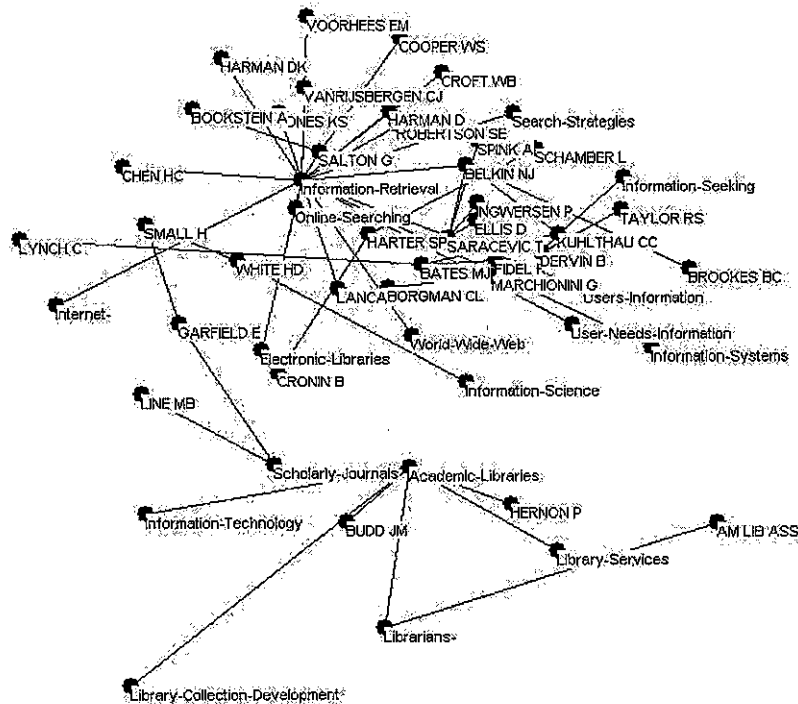 VOORHEES EM
COOPER WS
HARMAN DK
CROFT WB
VANRIJSBERGEN CJ
BOOKSTEIN A
ONES KS
HARMAN D
Search-Strategies
ROBERTSON SE
SALTON G
SPINK A
SCHAMBER L
CHEN HC
BELKIN NJ
Information-Retrieval
Information-Seeking
Online-Searching
INGWERSEN P
TAYLOR RS
SMALL H
ELLIS D
LYNCH C
HARTER SP
SARACEVIC T
KUHLTHAU CC
DERVIN B
WHITE HD
BATES MJ
FIDEL R
BROOKES BC
MARCHIONINI G
LANCA
BORGMAN CL
Users-Information
Internet-
GARFIELD E
World-Wide-Web
User-Needs-Information
Electronic-Libraries
Information-Systems
CRONIN B
Information-Science
LINE MB
Scholarly-Journals
Academic-Libraries
Information-Technology
BUDD JM
HERNON P
AM LIB ASS
Library-Services
Librarians-
Library-Collection-Development